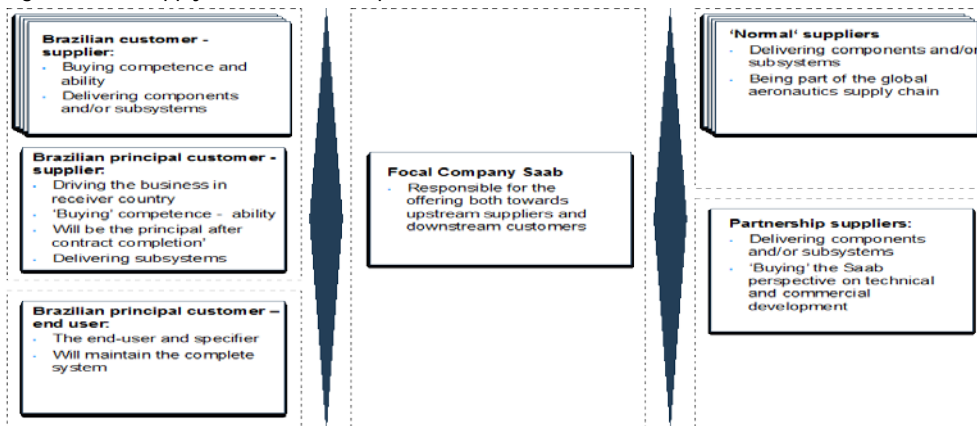 Brazilian customer -
supplier:
Buying competence and
ability
Delivering components
and/or subsystems
Brazilian principal customer -
supplier:
Driving the business in
receiver country
'Buying' competence - ability
Will be the principal after
contract completion'
Delivering subsystems
Brazilian principal customer –
end user:
The end-user and specifier
Will maintain the complete
system
Focal Company Saab
Responsible for the
offering both towards
upstream suppliers and
downstream customers
'Normal' suppliers
Delivering components and/or
subsystems
Being part of the global
aeronautics supply chain
Partnership suppliers:
Delivering components
and/or subsystems
'Buying' the Saab
perspective on technical
and commercial
development